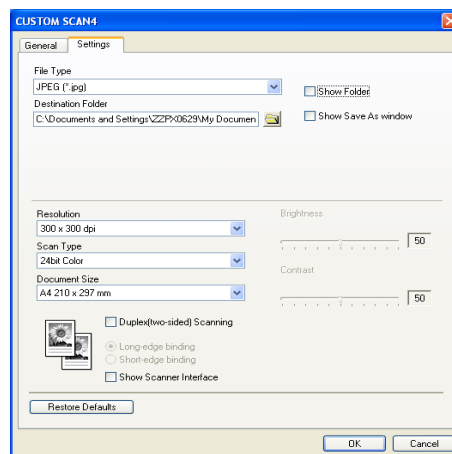 CUSTOM SCAN4
General Settings
File Type
JPEG (*.jpg)
Show Folder
Destination Folder
C:\Documents and Settings\ZZPX0629\My Documen
Show Save As window
Resolution
Brightness
300 x 300 dpi
50
Scan Type
24bit Color
Contrast
Document Size
A4 210 x 297 mm
50
Duplex(two-sided) Scanning
Long-edge binding
Short-edge binding
Show Scanner Interface
Restore Defaults
OK Cancel